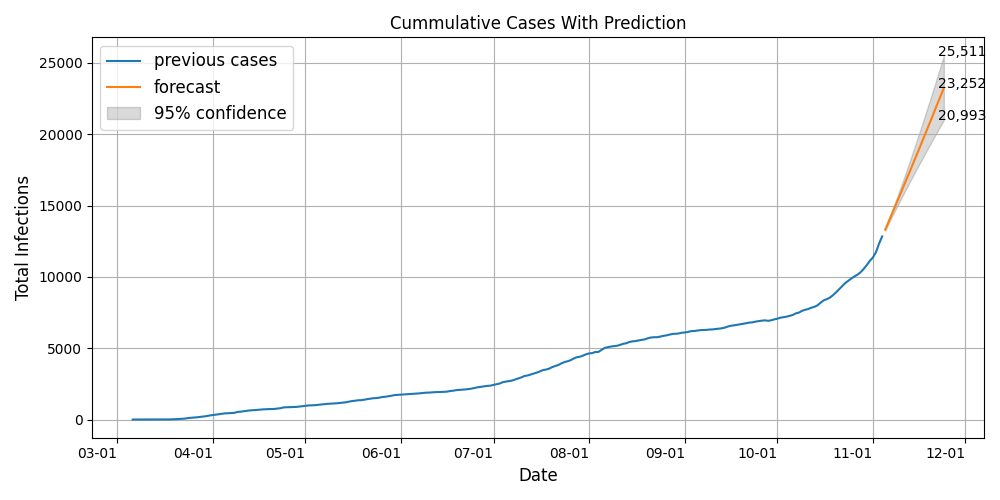 Cummulative Cases With Prediction
previous cases
forecast
95% confidence
25,511
23,252
20,993
25000
20000
15000
10000
5000
0
Total Infections
03-01 04-01 05-01 06-01 07-01 08-01 09-01 10-01 11-01 12-01
Date